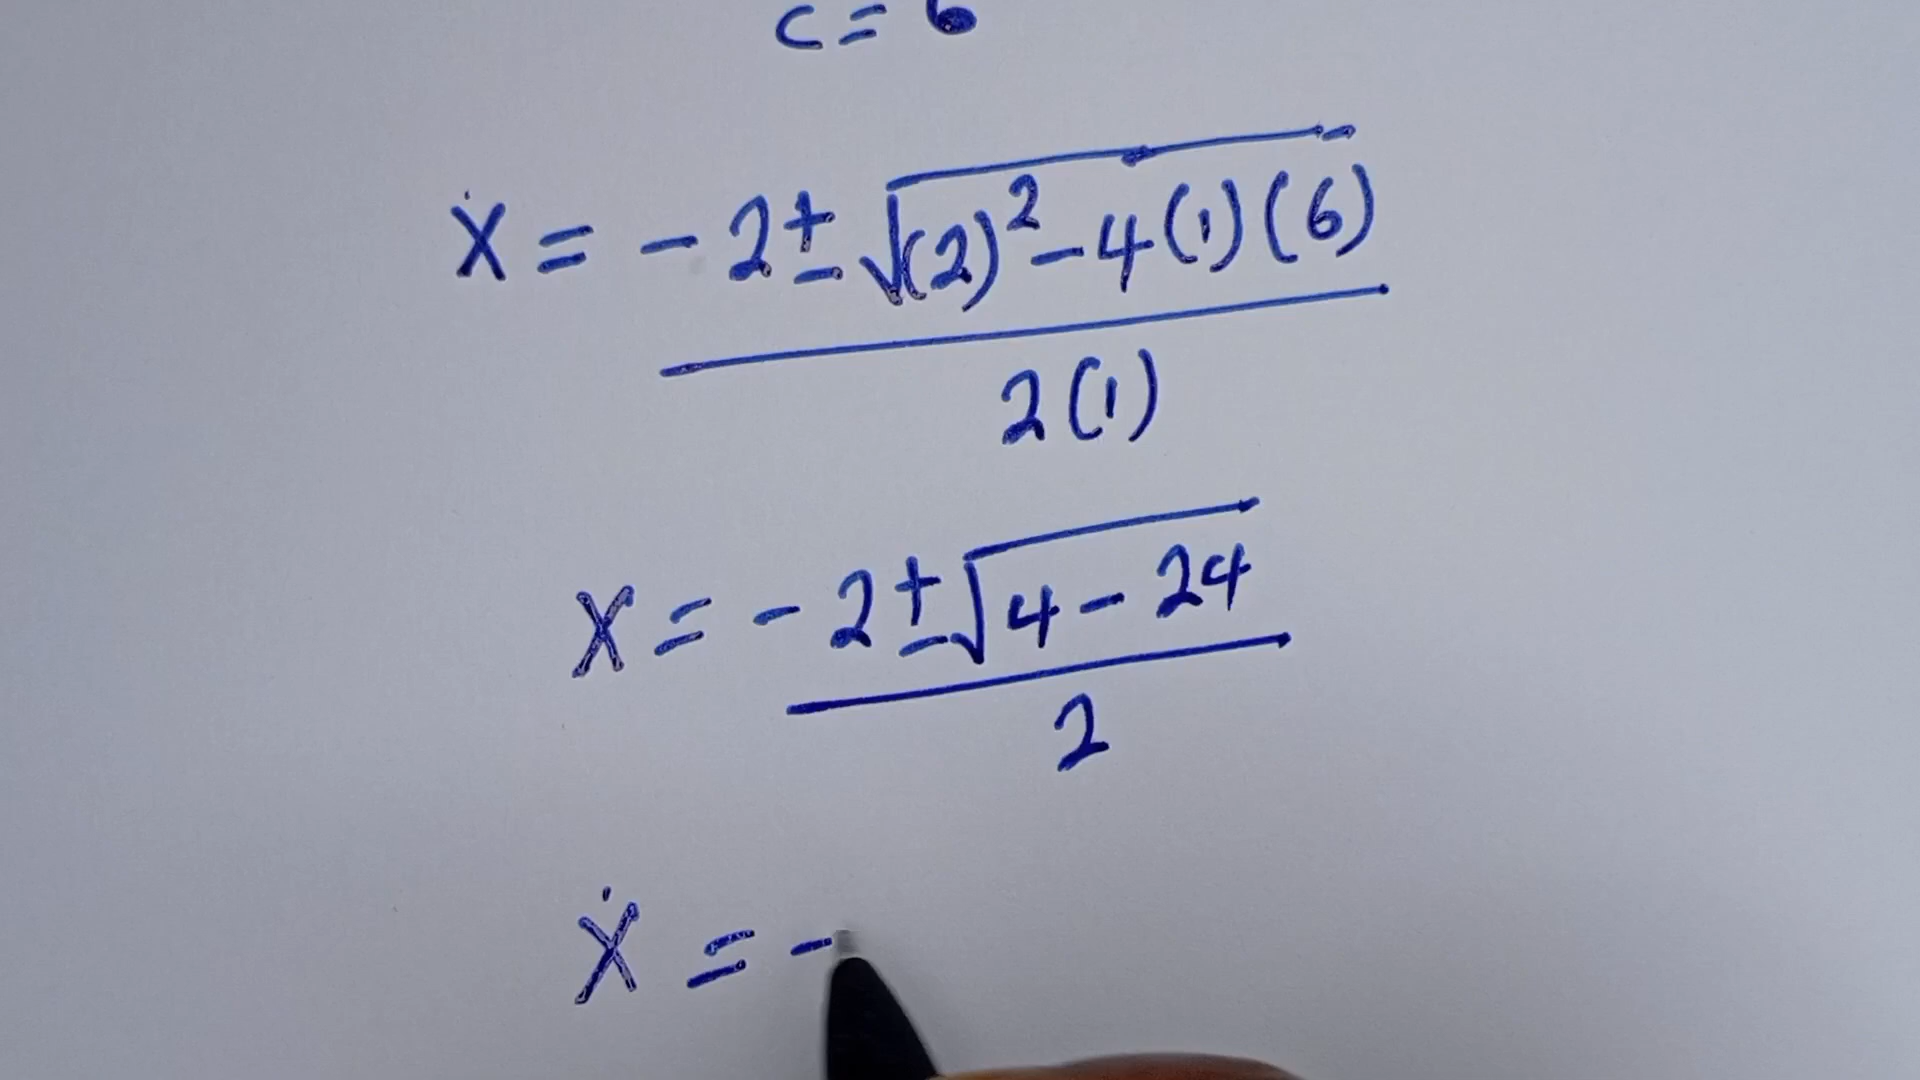 c = 6
x = -2 ± √(2)² - 4(1)(6)
2(1)
x = -2 ± √4 - 24
2
x = -